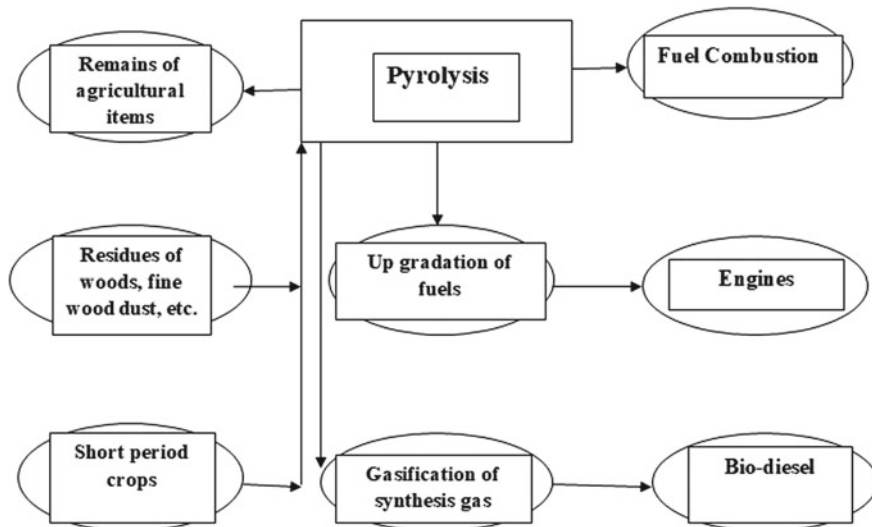 Remains of
agricultural
items
Pyrolysis
Fuel Combustion
Residues of
woods, fine
wood dust, etc.
Up gradation of
fuels
Engines
Short period
crops
Gasification of
synthesis gas
Bio-diesel